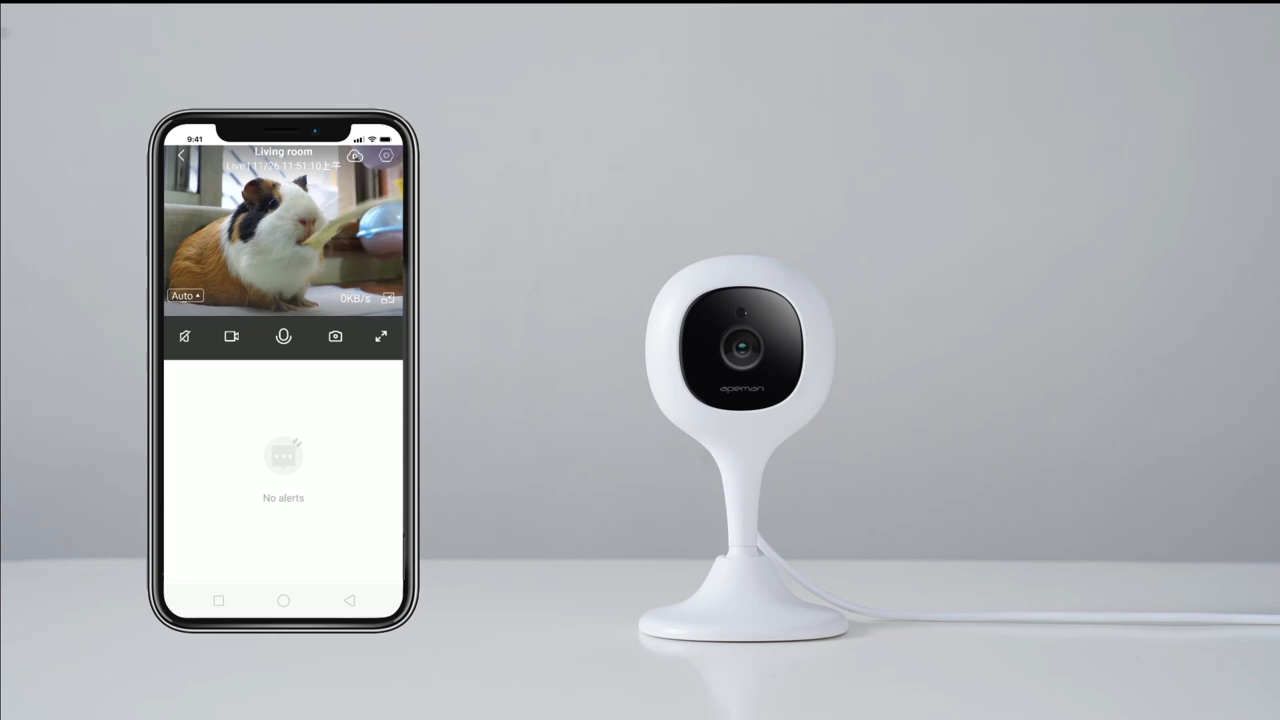 9:41
Living room
Live | 11/26 11:51:10上午
Auto
0KB/s
No alerts
apeman